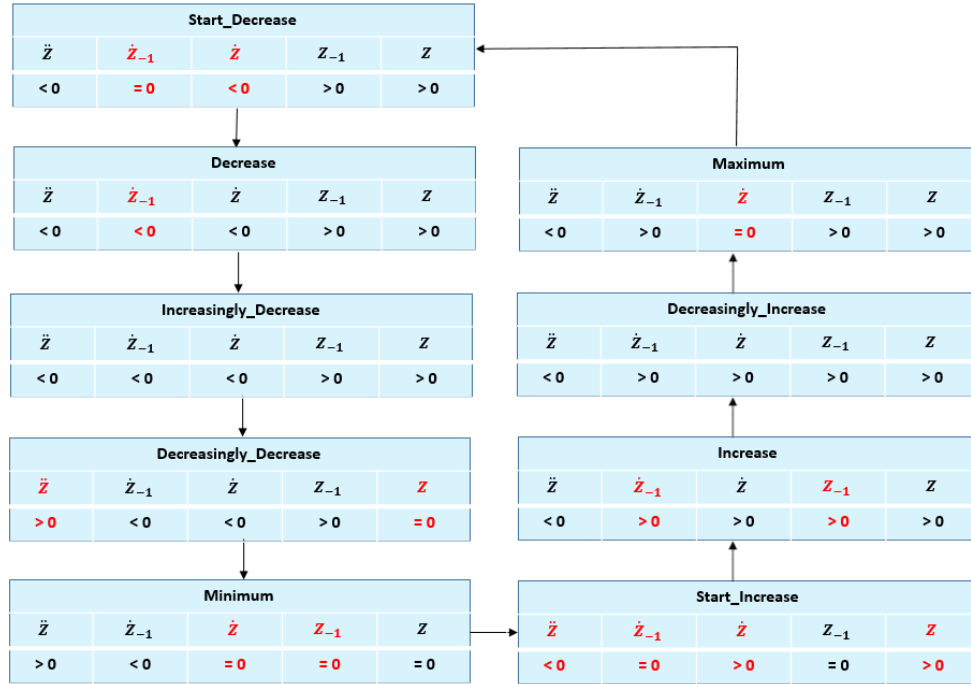 Start_Decrease
Z̈ Ż₋₁ Ż Z₋₁ Z
< 0 = 0 < 0 > 0 > 0
Decrease
Z̈ Ż₋₁ Ż Z₋₁ Z
< 0 < 0 < 0 > 0 > 0
Increasingly_Decrease
Z̈ Ż₋₁ Ż Z₋₁ Z
< 0 < 0 < 0 > 0 > 0
Decreasingly_Decrease
Z̈ Ż₋₁ Ż Z₋₁ Z
> 0 < 0 < 0 > 0 = 0
Minimum
Z̈ Ż₋₁ Ż Z₋₁ Z
> 0 < 0 = 0 = 0 = 0
Start_Increase
Z̈ Ż₋₁ Ż Z₋₁ Z
< 0 = 0 > 0 = 0 > 0
Increase
Z̈ Ż₋₁ Ż Z₋₁ Z
< 0 > 0 > 0 > 0 > 0
Decreasingly_Increase
Z̈ Ż₋₁ Ż Z₋₁ Z
< 0 > 0 > 0 > 0 > 0
Maximum
Z̈ Ż₋₁ Ż Z₋₁ Z
< 0 > 0 = 0 > 0 > 0